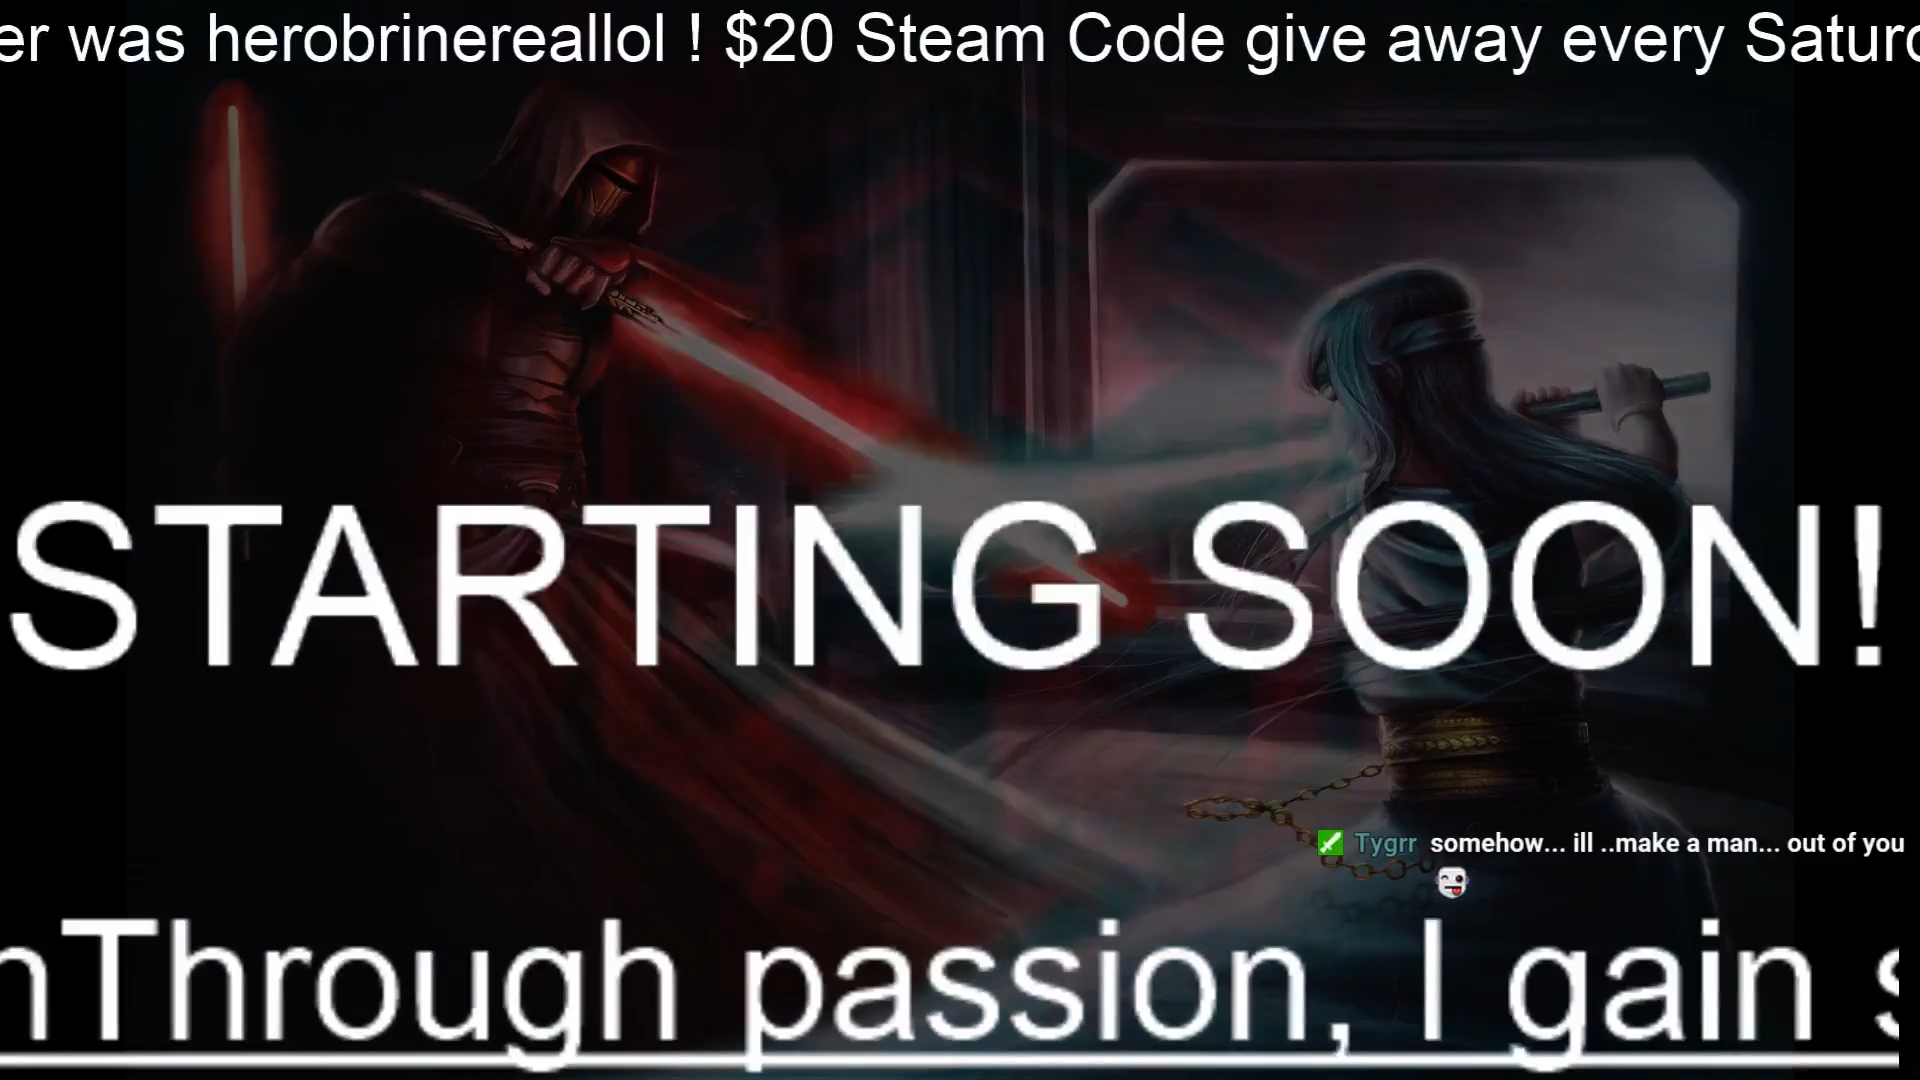 er was herobrinereallol ! $20 Steam Code give away every Satur
STARTING SOON!
Tygrr somehow... ill ..make a man... out of you
nThrough passion, I gain s